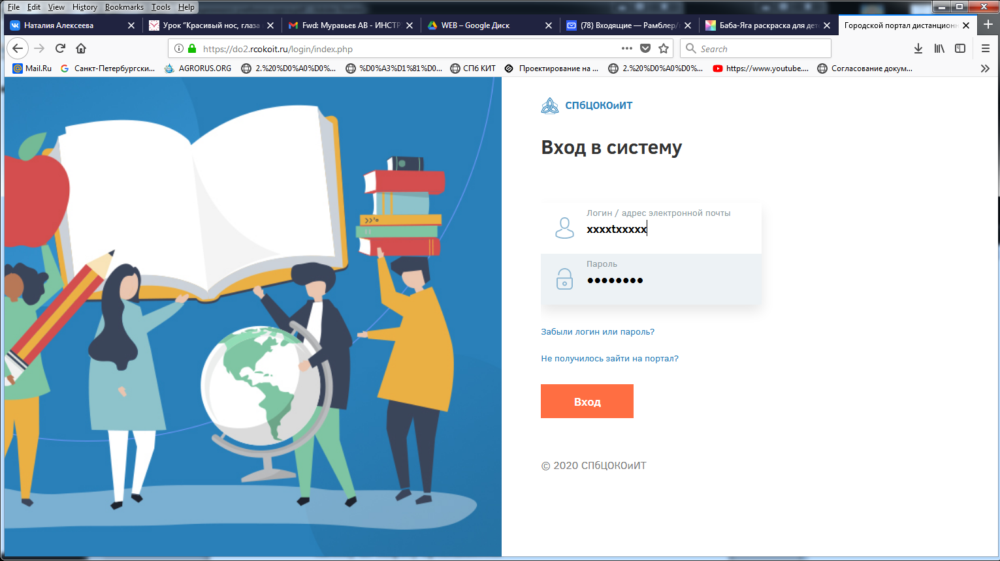 File Edit View History Bookmarks Tools Help
Наталия Алексеева
Урок "Красивый нос, глаза
Fwd: Муравьев АВ - ИНСТР
WEB – Google Диск
(78) Входящие — Рамблер/
Баба-Яга раскраска для дет
Городской портал дистанцион
https://do2.rcokoit.ru/login/index.php
Search
Mail.Ru
Санкт-Петербургски...
AGRORUS.ORG
2.%20%D0%A0%D0%...
%D0%A3%D1%81%D0...
СПб КИТ
Проектирование на ...
2.%20%D0%A0%D0%...
https://www.youtube....
Согласование докум...
СПбЦОКОиИТ
Вход в систему
Логин / адрес электронной почты
xxxxtxxxxx
Пароль
Забыли логин или пароль?
Не получилось зайти на портал?
Вход
© 2020 СПбЦОКОиИТ